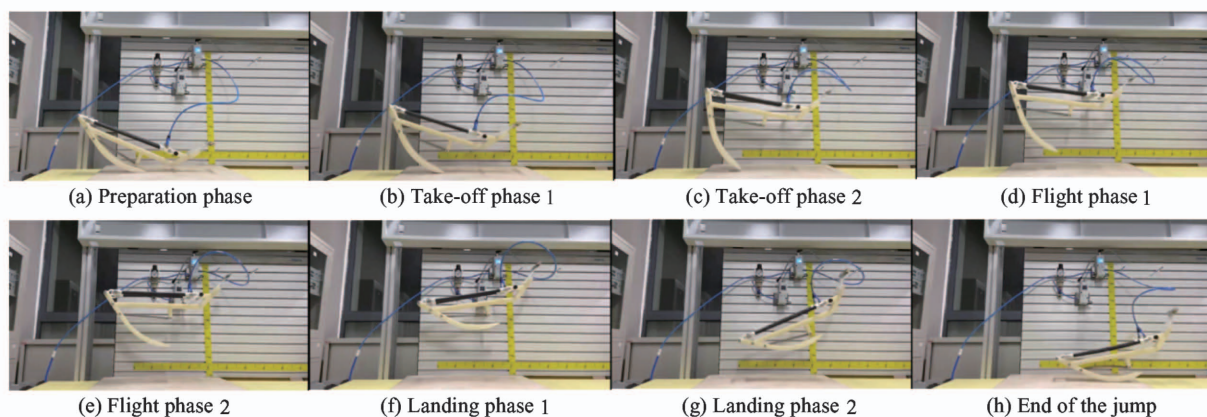 (a) Preparation phase
(b) Take-off phase 1
(c) Take-off phase 2
(d) Flight phase 1
(e) Flight phase 2
(f) Landing phase 1
(g) Landing phase 2
(h) End of the jump